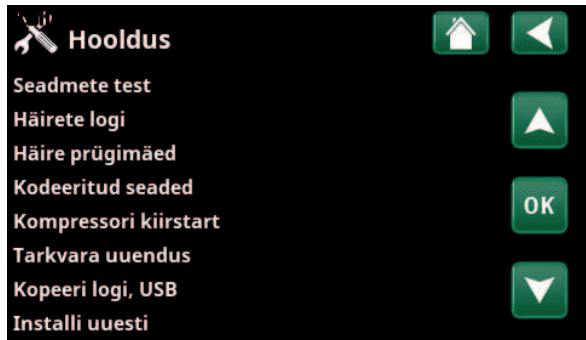 Hooldus
Seadmete test
Häirete logi
Häire prügimäed
Kodeeritud seaded
OK
Kompressori kiirstart
Tarkvara uuendus
Kopeeri logi, USB
Installi uuesti